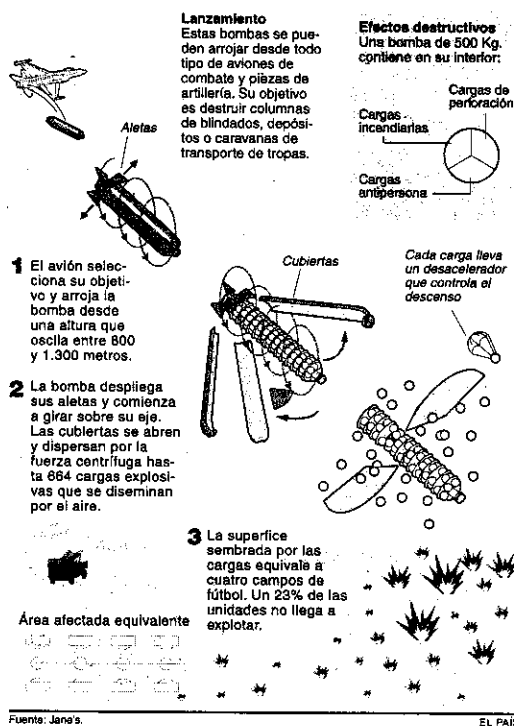 Lanzamiento
Estas bombas se pue-
den arrojar desde todo
tipo de aviones de
combate y piezas de
artillería. Su objetivo
es destruir columnas
de blindados, depósi-
tos o caravanas de
transporte de tropas.
Efectos destructivos
Una bomba de 500 Kg.
contiene en su interior:
Cargas de
perforación
Cargas
incendiarias
Cargas
antipersona
Aletas
1 El avión selec-
ciona su objeti-
vo y arroja la
bomba desde
una altura que
oscila entre 800
y 1.300 metros.
Cubiertas
Cada carga lleva
un desacelerador
que controla el
descenso
2 La bomba despliega
sus aletas y comienza
a girar sobre su eje.
Las cubiertas se abren
y dispersan por la
fuerza centrífuga has-
ta 664 cargas explosi-
vas que se diseminan
por el aire.
3 La superfice
sembrada por las
cargas equivale a
cuatro campos de
fútbol. Un 23% de las
unidades no llega a
explotar.
Área afectada equivalente
Fuente: Jane's.
EL PAÍS